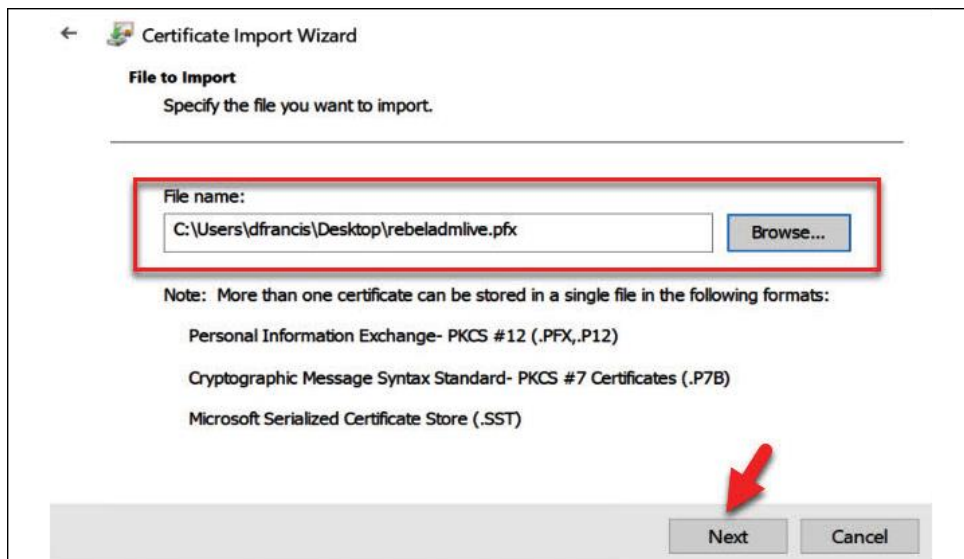 Certificate Import Wizard
File to Import
Specify the file you want to import.
File name:
C:\Users\dfrancis\Desktop\rebeladmlive.pfx
Browse...
Note: More than one certificate can be stored in a single file in the following formats:
Personal Information Exchange- PKCS #12 (.PFX,.P12)
Cryptographic Message Syntax Standard- PKCS #7 Certificates (.P7B)
Microsoft Serialized Certificate Store (.SST)
Next
Cancel